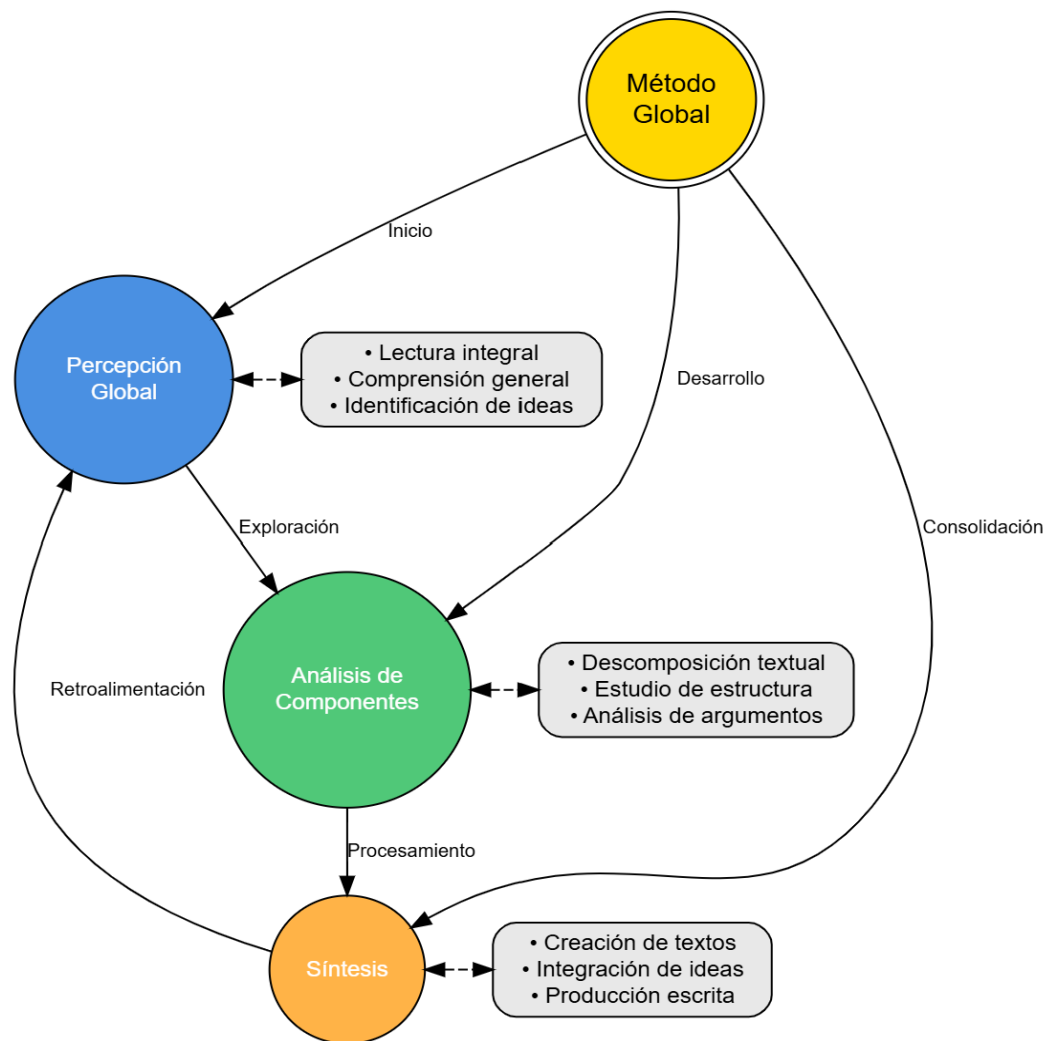 Método
Global
Inicio
Percepción
Global
• Lectura integral
• Comprensión general
• Identificación de ideas
Desarrollo
Exploración
Consolidación
Análisis de
Componentes
• Descomposición textual
• Estudio de estructura
• Análisis de argumentos
Retroalimentación
Procesamiento
Síntesis
• Creación de textos
• Integración de ideas
• Producción escrita